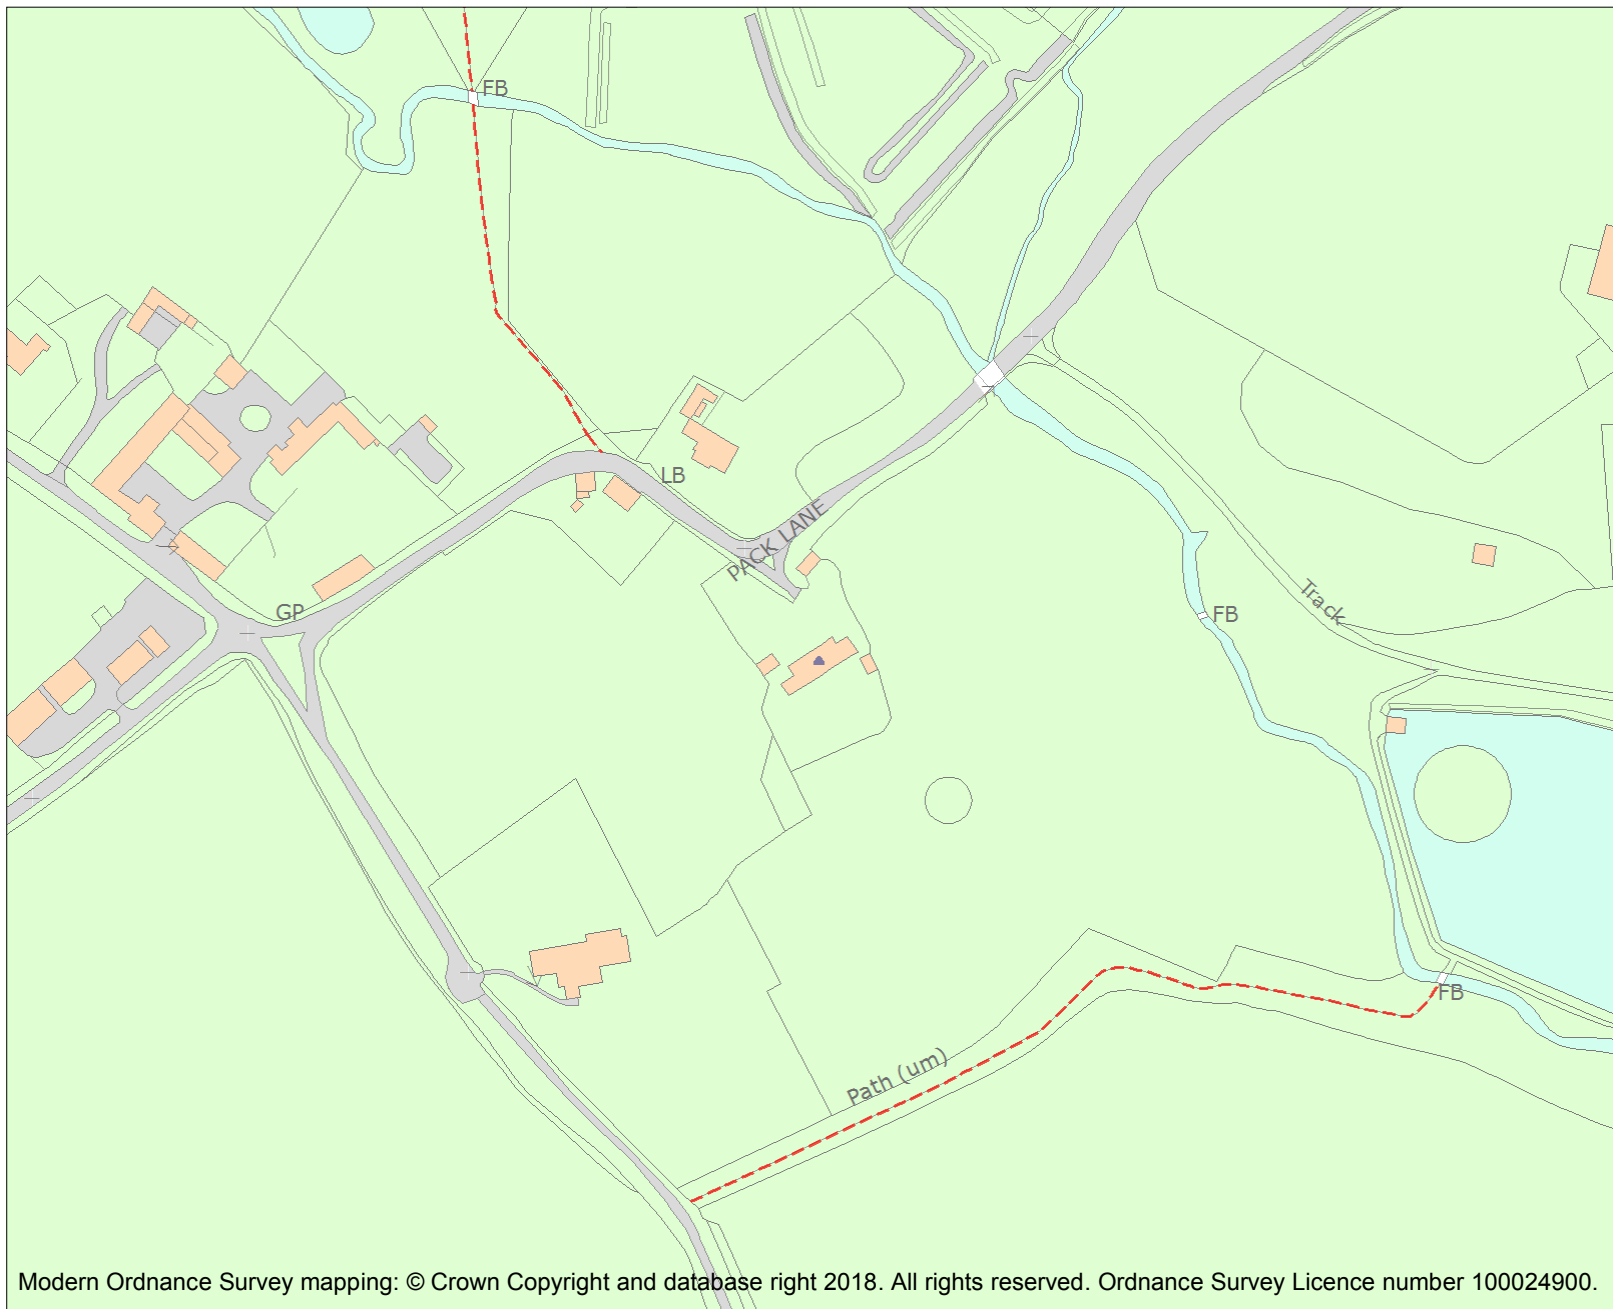 FB
LB
PACK LANE
GP
FB
Track
FB
Path (um)
Modern Ordnance Survey mapping: © Crown Copyright and database right 2018. All rights reserved. Ordnance Survey Licence number 100024900.